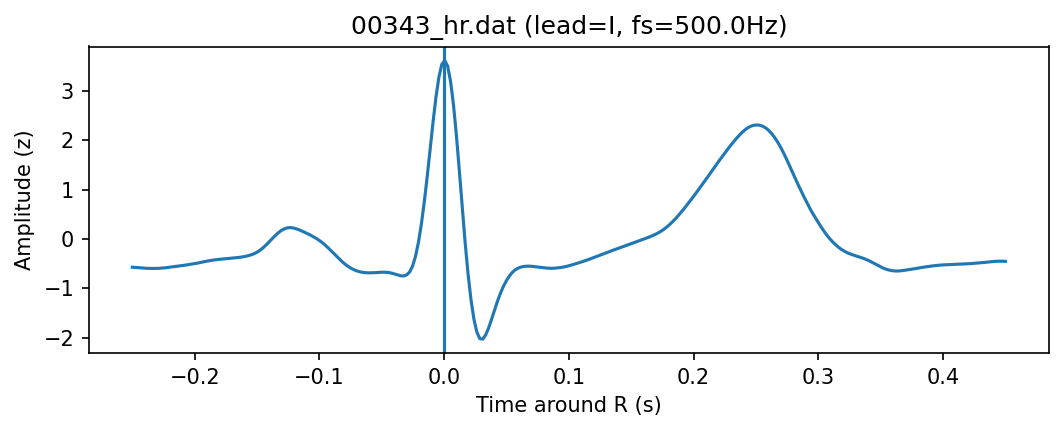 00343_hr.dat (lead=I, fs=500.0Hz)
Amplitude (z)
3
2
1
0
−1
−2
−0.2 −0.1 0.0 0.1 0.2 0.3 0.4
Time around R (s)